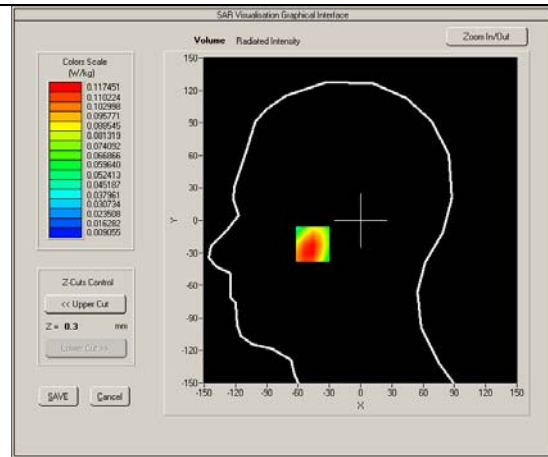 SAR Visualisation Graphical Interface
Volume Radiated Intensity
Zoom In/Out
Colors Scale
(W/kg)
0.117451
0.110224
0.102998
0.095771
0.088545
0.081319
0.074092
0.066866
0.059640
0.052413
0.045187
0.037961
0.030734
0.023508
0.016282
0.009055
Z-Cuts Control
<< Upper Cut
Z = 0.3 mm
Lower Cut >>
SAVE Cancel
150
120
90
60
30
0
-30
-60
-90
-120
-150
Y
-150 -120 -90 -60 -30 0 30 60 90 120 150
X